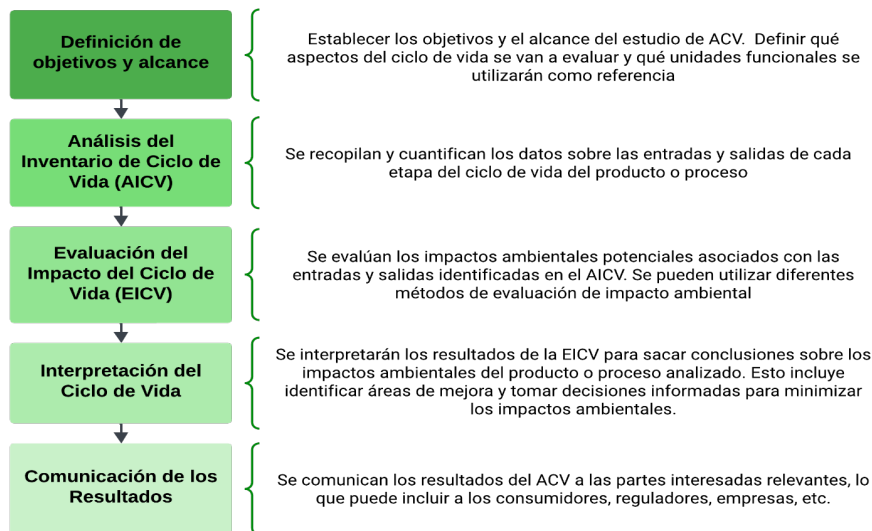 Definición de
objetivos y alcance
Establecer los objetivos y el alcance del estudio de ACV. Definir qué
aspectos del ciclo de vida se van a evaluar y qué unidades funcionales se
utilizarán como referencia
Análisis del
Inventario de Ciclo de
Vida (AICV)
Se recopilan y cuantifican los datos sobre las entradas y salidas de cada
etapa del ciclo de vida del producto o proceso
Evaluación del
Impacto del Ciclo de
Vida (EICV)
Se evalúan los impactos ambientales potenciales asociados con las
entradas y salidas identificadas en el AICV. Se pueden utilizar diferentes
métodos de evaluación de impacto ambiental
Interpretación del
Ciclo de Vida
Se interpretarán los resultados de la EICV para sacar conclusiones sobre los
impactos ambientales del producto o proceso analizado. Esto incluye
identificar áreas de mejora y tomar decisiones informadas para minimizar
los impactos ambientales.
Comunicación de los
Resultados
Se comunican los resultados del ACV a las partes interesadas relevantes, lo
que puede incluir a los consumidores, reguladores, empresas, etc.